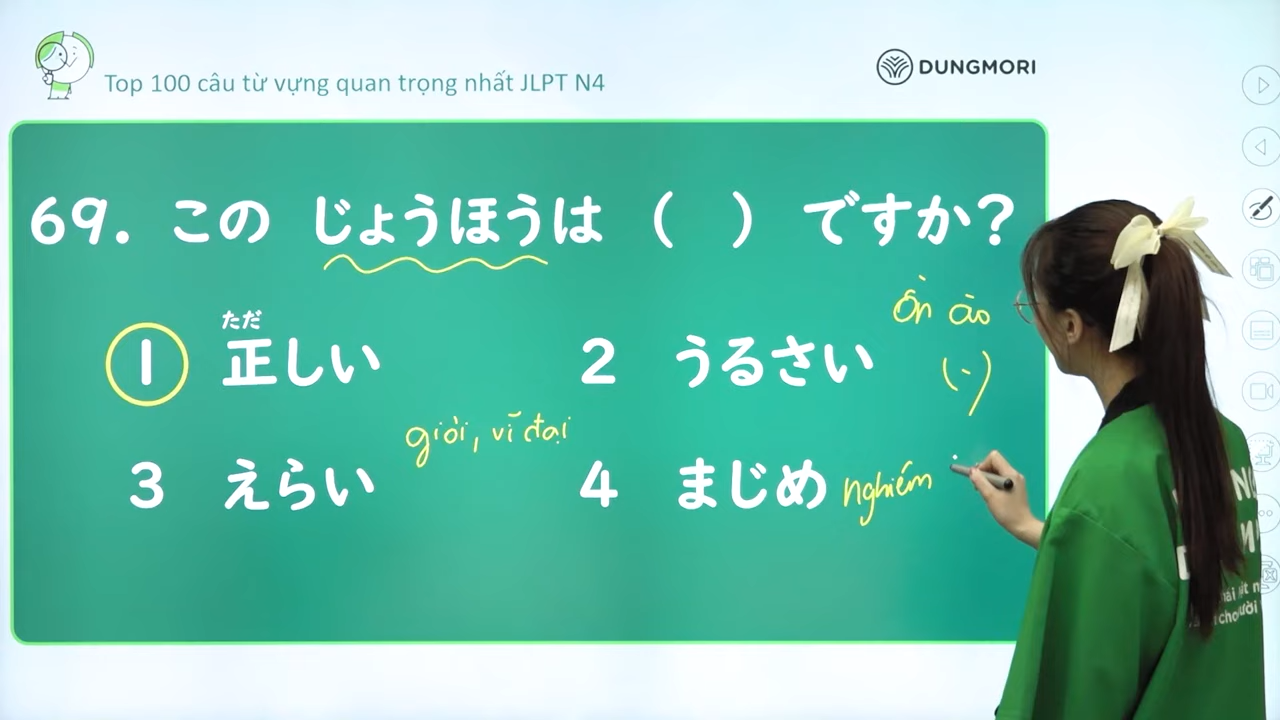 Top 100 câu từ vựng quan trọng nhất JLPT N4
DUNGMORI
69. この じょうほうは ( ) ですか?
ồn ào
(-)
ただ
1 正しい
2 うるさい
giỏi, vĩ đại
3 えらい
4 まじめ nghiêm